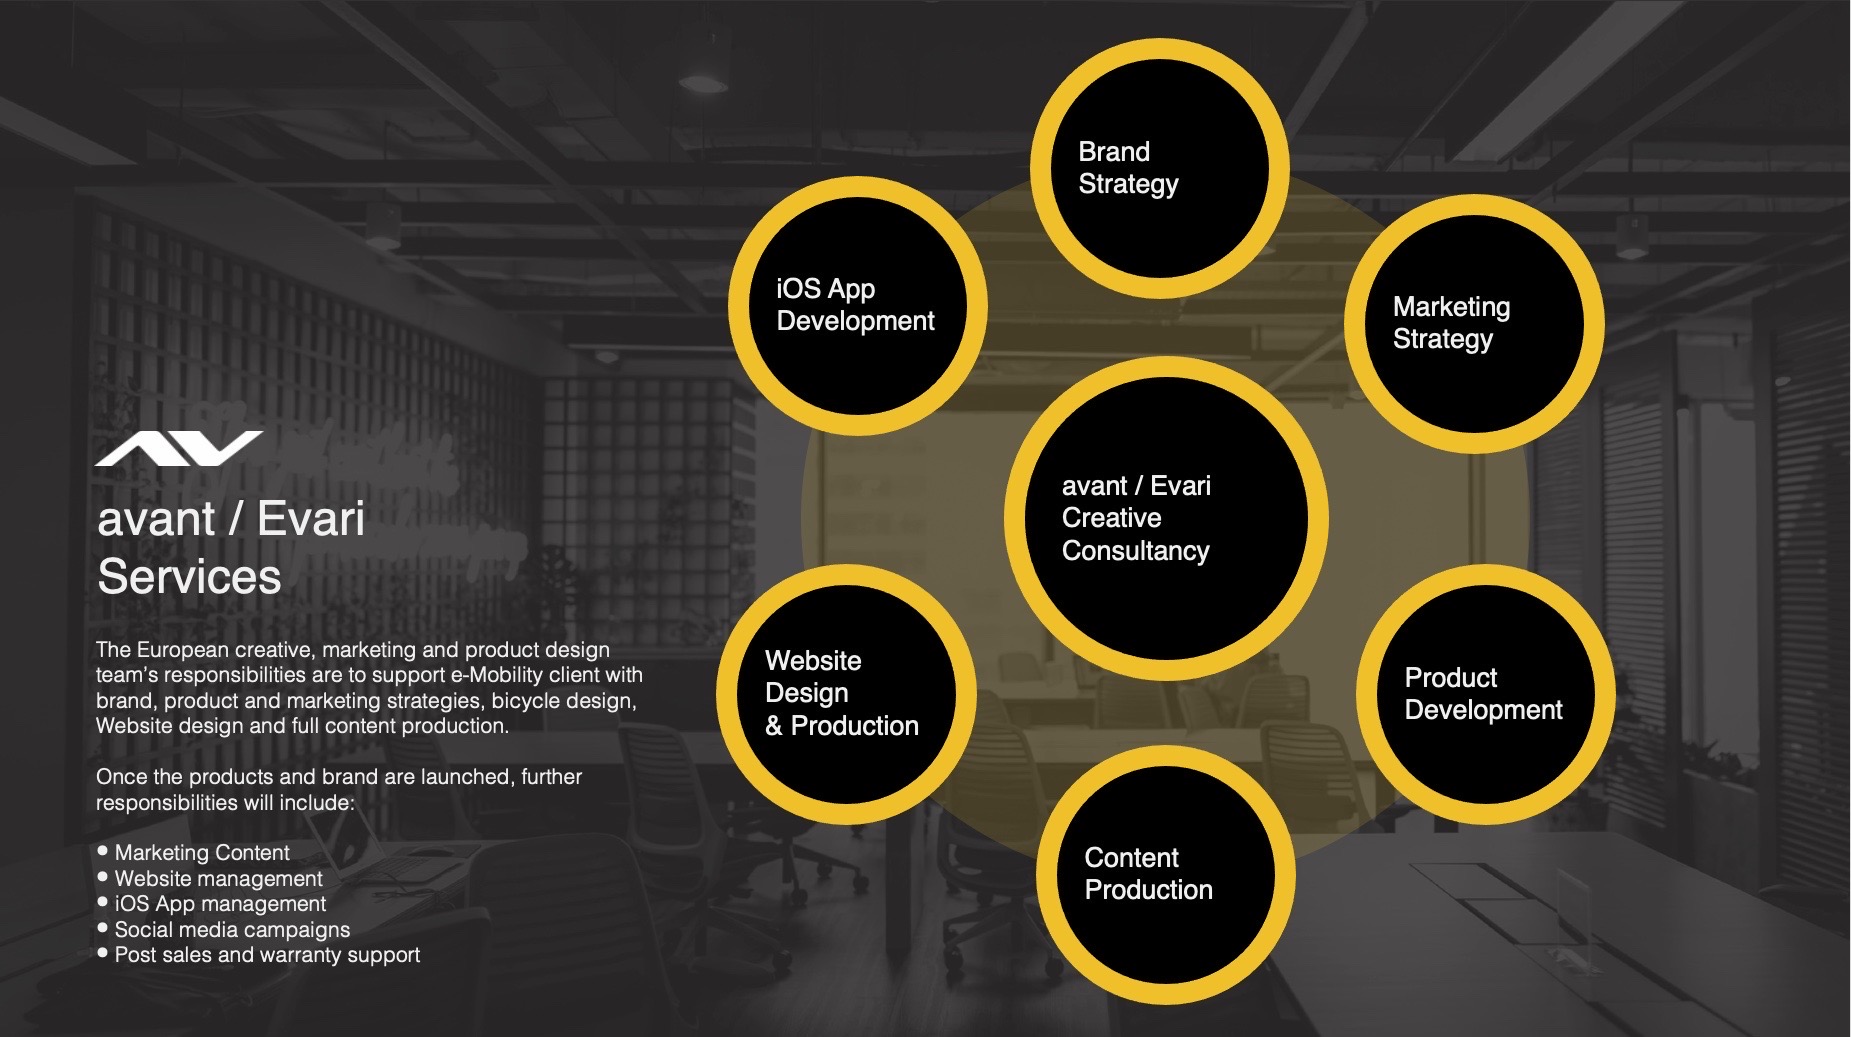 avant / Evari
Services
The European creative, marketing and product design
team's responsibilities are to support e-Mobility client with
brand, product and marketing strategies, bicycle design,
Website design and full content production.
Once the products and brand are launched, further
responsibilities will include:
• Marketing Content
• Website management
• iOS App management
• Social media campaigns
• Post sales and warranty support
Brand
Strategy
iOS App
Development
Marketing
Strategy
avant / Evari
Creative
Consultancy
Website
Design
& Production
Product
Development
Content
Production